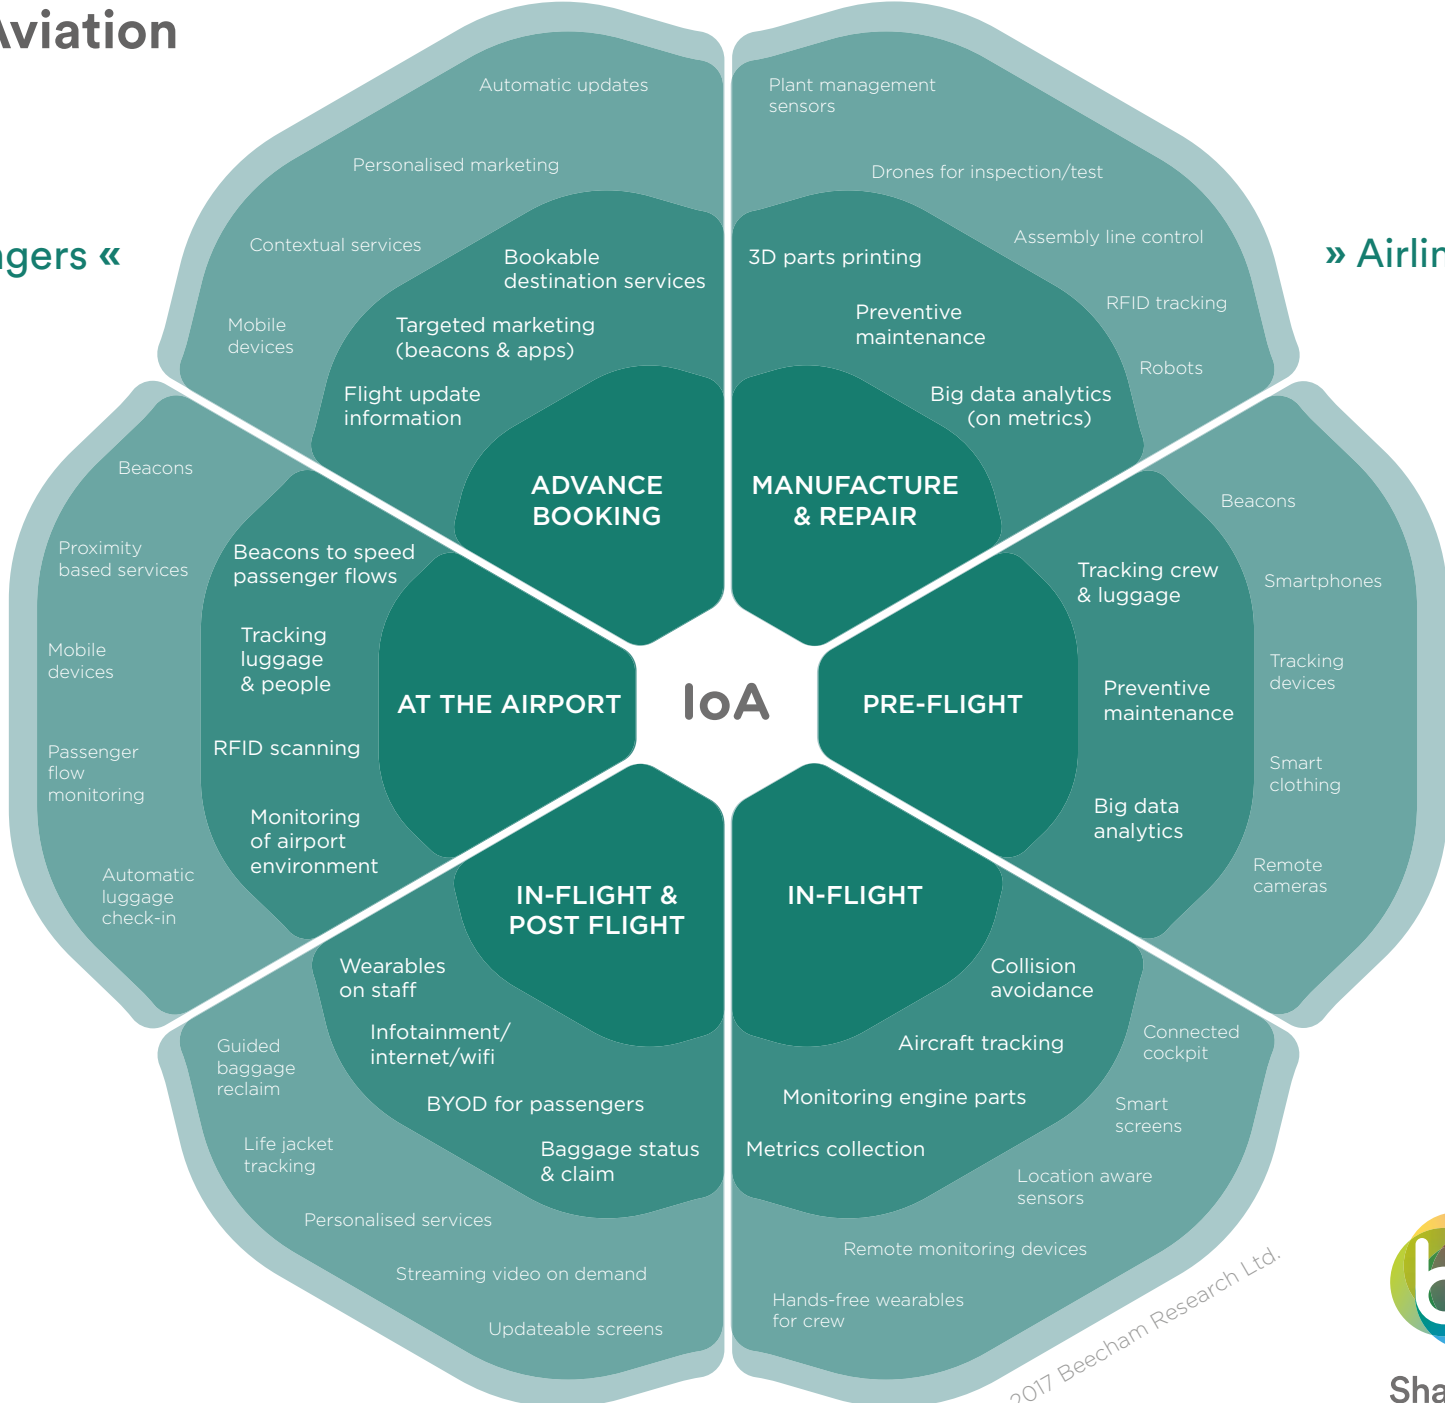 Aviation
ngers «
» Airlin
Automatic updates
Personalised marketing
Contextual services
Mobile
devices
Bookable
destination services
Targeted marketing
(beacons & apps)
Flight update
information
ADVANCE
BOOKING
Plant management
sensors
Drones for inspection/test
Assembly line control
RFID tracking
Robots
3D parts printing
Preventive
maintenance
Big data analytics
(on metrics)
MANUFACTURE
& REPAIR
Beacons
Proximity
based services
Mobile
devices
Passenger
flow
monitoring
Automatic
luggage
check-in
Beacons to speed
passenger flows
Tracking
luggage
& people
RFID scanning
Monitoring
of airport
environment
AT THE AIRPORT
IoA
PRE-FLIGHT
Tracking crew
& luggage
Preventive
maintenance
Big data
analytics
Beacons
Smartphones
Tracking
devices
Smart
clothing
Remote
cameras
IN-FLIGHT &
POST FLIGHT
Wearables
on staff
Infotainment/
internet/wifi
BYOD for passengers
Baggage status
& claim
Guided
baggage
reclaim
Life jacket
tracking
Personalised services
Streaming video on demand
Updateable screens
IN-FLIGHT
Collision
avoidance
Aircraft tracking
Monitoring engine parts
Metrics collection
Connected
cockpit
Smart
screens
Location aware
sensors
Remote monitoring devices
Hands-free wearables
for crew
2017 Beecham Research Ltd.
b
Sha